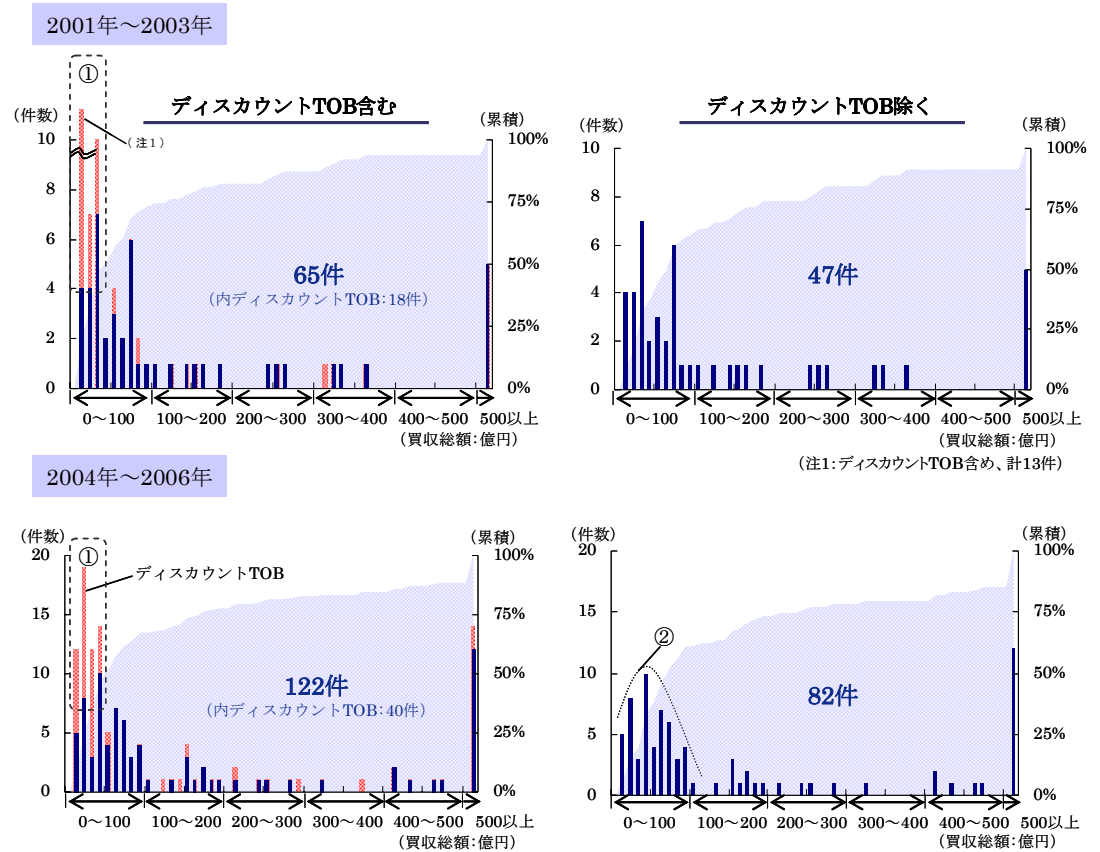 2001年～2003年
①
ディスカウントTOB含む
（件数）
（累積）
（注１）
10
8
6
4
2
0
100%
75%
50%
25%
0%
65件
（内ディスカウントTOB：18件）
0～100
100～200
200～300
300～400
400～500
500以上
（買収総額：億円）
ディスカウントTOB除く
（件数）
（累積）
10
8
6
4
2
0
100%
75%
50%
25%
0%
47件
0～100
100～200
200～300
300～400
400～500
500以上
（買収総額：億円）
（注1：ディスカウントTOB含め、計13件）
2004年～2006年
（件数）
（累積）
①
ディスカウントTOB
20
15
10
5
0
100%
75%
50%
25%
0%
122件
（内ディスカウントTOB：40件）
0～100
100～200
200～300
300～400
400～500
500以上
（買収総額：億円）
（件数）
（累積）
②
20
15
10
5
0
100%
75%
50%
25%
0%
82件
0～100
100～200
200～300
300～400
400～500
500以上
（買収総額：億円）